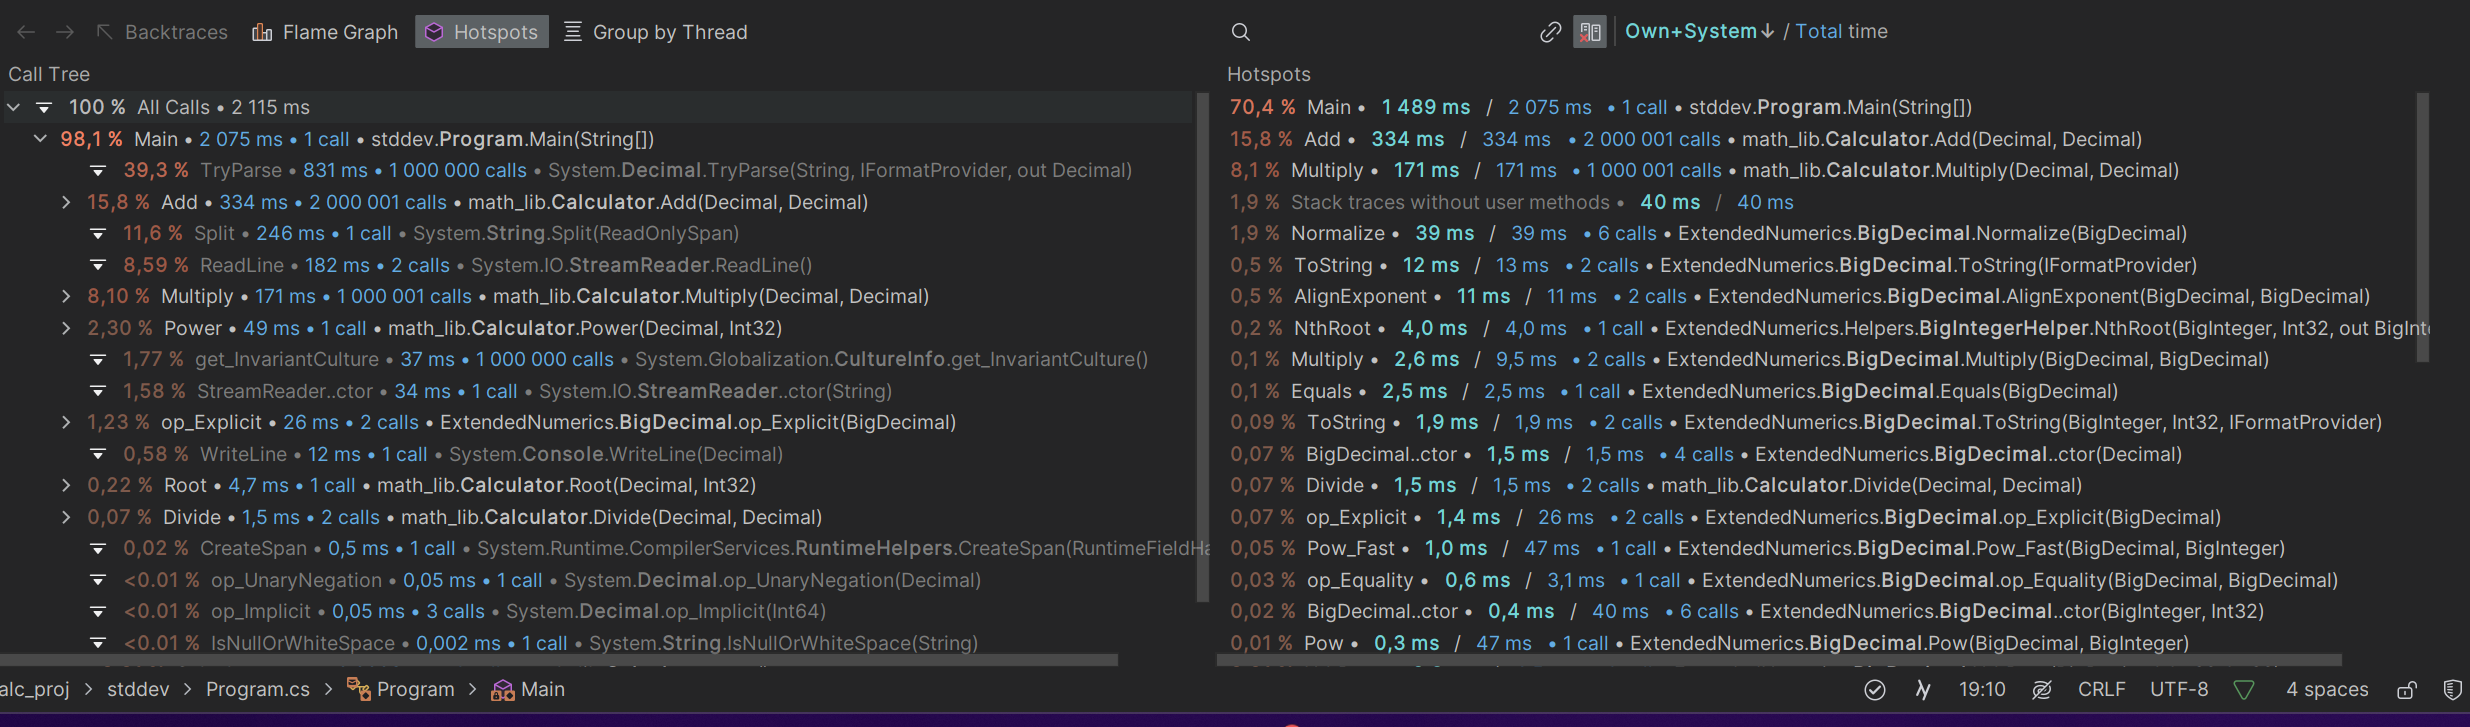 Backtraces Flame Graph Hotspots Group by Thread
Own+System↓ / Total time
Call Tree
100 % All Calls • 2 115 ms
98,1 % Main • 2 075 ms • 1 call • stddev.Program.Main(String[])
39,3 % TryParse • 831 ms • 1 000 000 calls • System.Decimal.TryParse(String, IFormatProvider, out Decimal)
15,8 % Add • 334 ms • 2 000 001 calls • math_lib.Calculator.Add(Decimal, Decimal)
11,6 % Split • 246 ms • 1 call • System.String.Split(ReadOnlySpan)
8,59 % ReadLine • 182 ms • 2 calls • System.IO.StreamReader.ReadLine()
8,10 % Multiply • 171 ms • 1 000 001 calls • math_lib.Calculator.Multiply(Decimal, Decimal)
2,30 % Power • 49 ms • 1 call • math_lib.Calculator.Power(Decimal, Int32)
1,77 % get_InvariantCulture • 37 ms • 1 000 000 calls • System.Globalization.CultureInfo.get_InvariantCulture()
1,58 % StreamReader..ctor • 34 ms • 1 call • System.IO.StreamReader..ctor(String)
1,23 % op_Explicit • 26 ms • 2 calls • ExtendedNumerics.BigDecimal.op_Explicit(BigDecimal)
0,58 % WriteLine • 12 ms • 1 call • System.Console.WriteLine(Decimal)
0,22 % Root • 4,7 ms • 1 call • math_lib.Calculator.Root(Decimal, Int32)
0,07 % Divide • 1,5 ms • 2 calls • math_lib.Calculator.Divide(Decimal, Decimal)
0,02 % CreateSpan • 0,5 ms • 1 call • System.Runtime.CompilerServices.RuntimeHelpers.CreateSpan(RuntimeFieldHa
<0.01 % op_UnaryNegation • 0,05 ms • 1 call • System.Decimal.op_UnaryNegation(Decimal)
<0.01 % op_Implicit • 0,05 ms • 3 calls • System.Decimal.op_Implicit(Int64)
<0.01 % IsNullOrWhiteSpace • 0,002 ms • 1 call • System.String.IsNullOrWhiteSpace(String)
Hotspots
70,4 % Main • 1 489 ms / 2 075 ms • 1 call • stddev.Program.Main(String[])
15,8 % Add • 334 ms / 334 ms • 2 000 001 calls • math_lib.Calculator.Add(Decimal, Decimal)
8,1 % Multiply • 171 ms / 171 ms • 1 000 001 calls • math_lib.Calculator.Multiply(Decimal, Decimal)
1,9 % Stack traces without user methods • 40 ms / 40 ms
1,9 % Normalize • 39 ms / 39 ms • 6 calls • ExtendedNumerics.BigDecimal.Normalize(BigDecimal)
0,5 % ToString • 12 ms / 13 ms • 2 calls • ExtendedNumerics.BigDecimal.ToString(IFormatProvider)
0,5 % AlignExponent • 11 ms / 11 ms • 2 calls • ExtendedNumerics.BigDecimal.AlignExponent(BigDecimal, BigDecimal)
0,2 % NthRoot • 4,0 ms / 4,0 ms • 1 call • ExtendedNumerics.Helpers.BigIntegerHelper.NthRoot(BigInteger, Int32, out BigInte
0,1 % Multiply • 2,6 ms / 9,5 ms • 2 calls • ExtendedNumerics.BigDecimal.Multiply(BigDecimal, BigDecimal)
0,1 % Equals • 2,5 ms / 2,5 ms • 1 call • ExtendedNumerics.BigDecimal.Equals(BigDecimal)
0,09 % ToString • 1,9 ms / 1,9 ms • 2 calls • ExtendedNumerics.BigDecimal.ToString(BigInteger, Int32, IFormatProvider)
0,07 % BigDecimal..ctor • 1,5 ms / 1,5 ms • 4 calls • ExtendedNumerics.BigDecimal..ctor(Decimal)
0,07 % Divide • 1,5 ms / 1,5 ms • 2 calls • math_lib.Calculator.Divide(Decimal, Decimal)
0,07 % op_Explicit • 1,4 ms / 26 ms • 2 calls • ExtendedNumerics.BigDecimal.op_Explicit(BigDecimal)
0,05 % Pow_Fast • 1,0 ms / 47 ms • 1 call • ExtendedNumerics.BigDecimal.Pow_Fast(BigDecimal, BigInteger)
0,03 % op_Equality • 0,6 ms / 3,1 ms • 1 call • ExtendedNumerics.BigDecimal.op_Equality(BigDecimal, BigDecimal)
0,02 % BigDecimal..ctor • 0,4 ms / 40 ms • 6 calls • ExtendedNumerics.BigDecimal..ctor(BigInteger, Int32)
0,01 % Pow • 0,3 ms / 47 ms • 1 call • ExtendedNumerics.BigDecimal.Pow(BigDecimal, BigInteger)
alc_proj > stddev > Program.cs > Program > Main
19:10 CRLF UTF-8 4 spaces